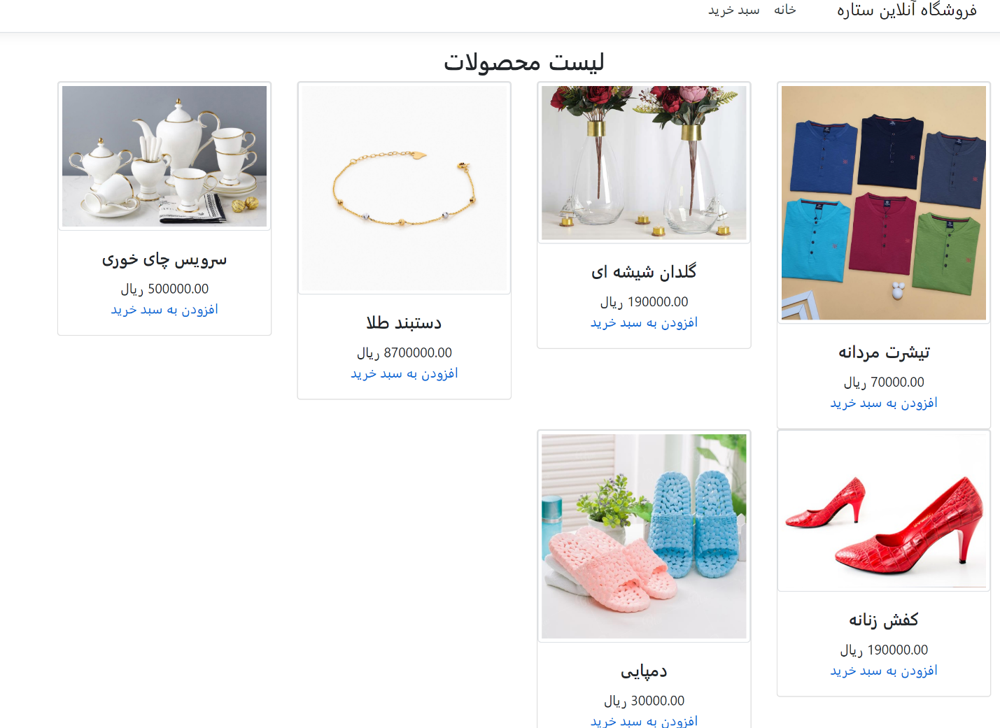 فروشگاه آنلاین ستاره
خانه
سبد خرید
لیست محصولات
تیشرت مردانه
70000.00 ریال
افزودن به سبد خرید
گلدان شیشه ای
190000.00 ریال
افزودن به سبد خرید
دستبند طلا
8700000.00 ریال
افزودن به سبد خرید
سرویس چای خوری
500000.00 ریال
افزودن به سبد خرید
کفش زنانه
190000.00 ریال
افزودن به سبد خرید
دمپایی
30000.00 ریال
افزودن به سبد خرید